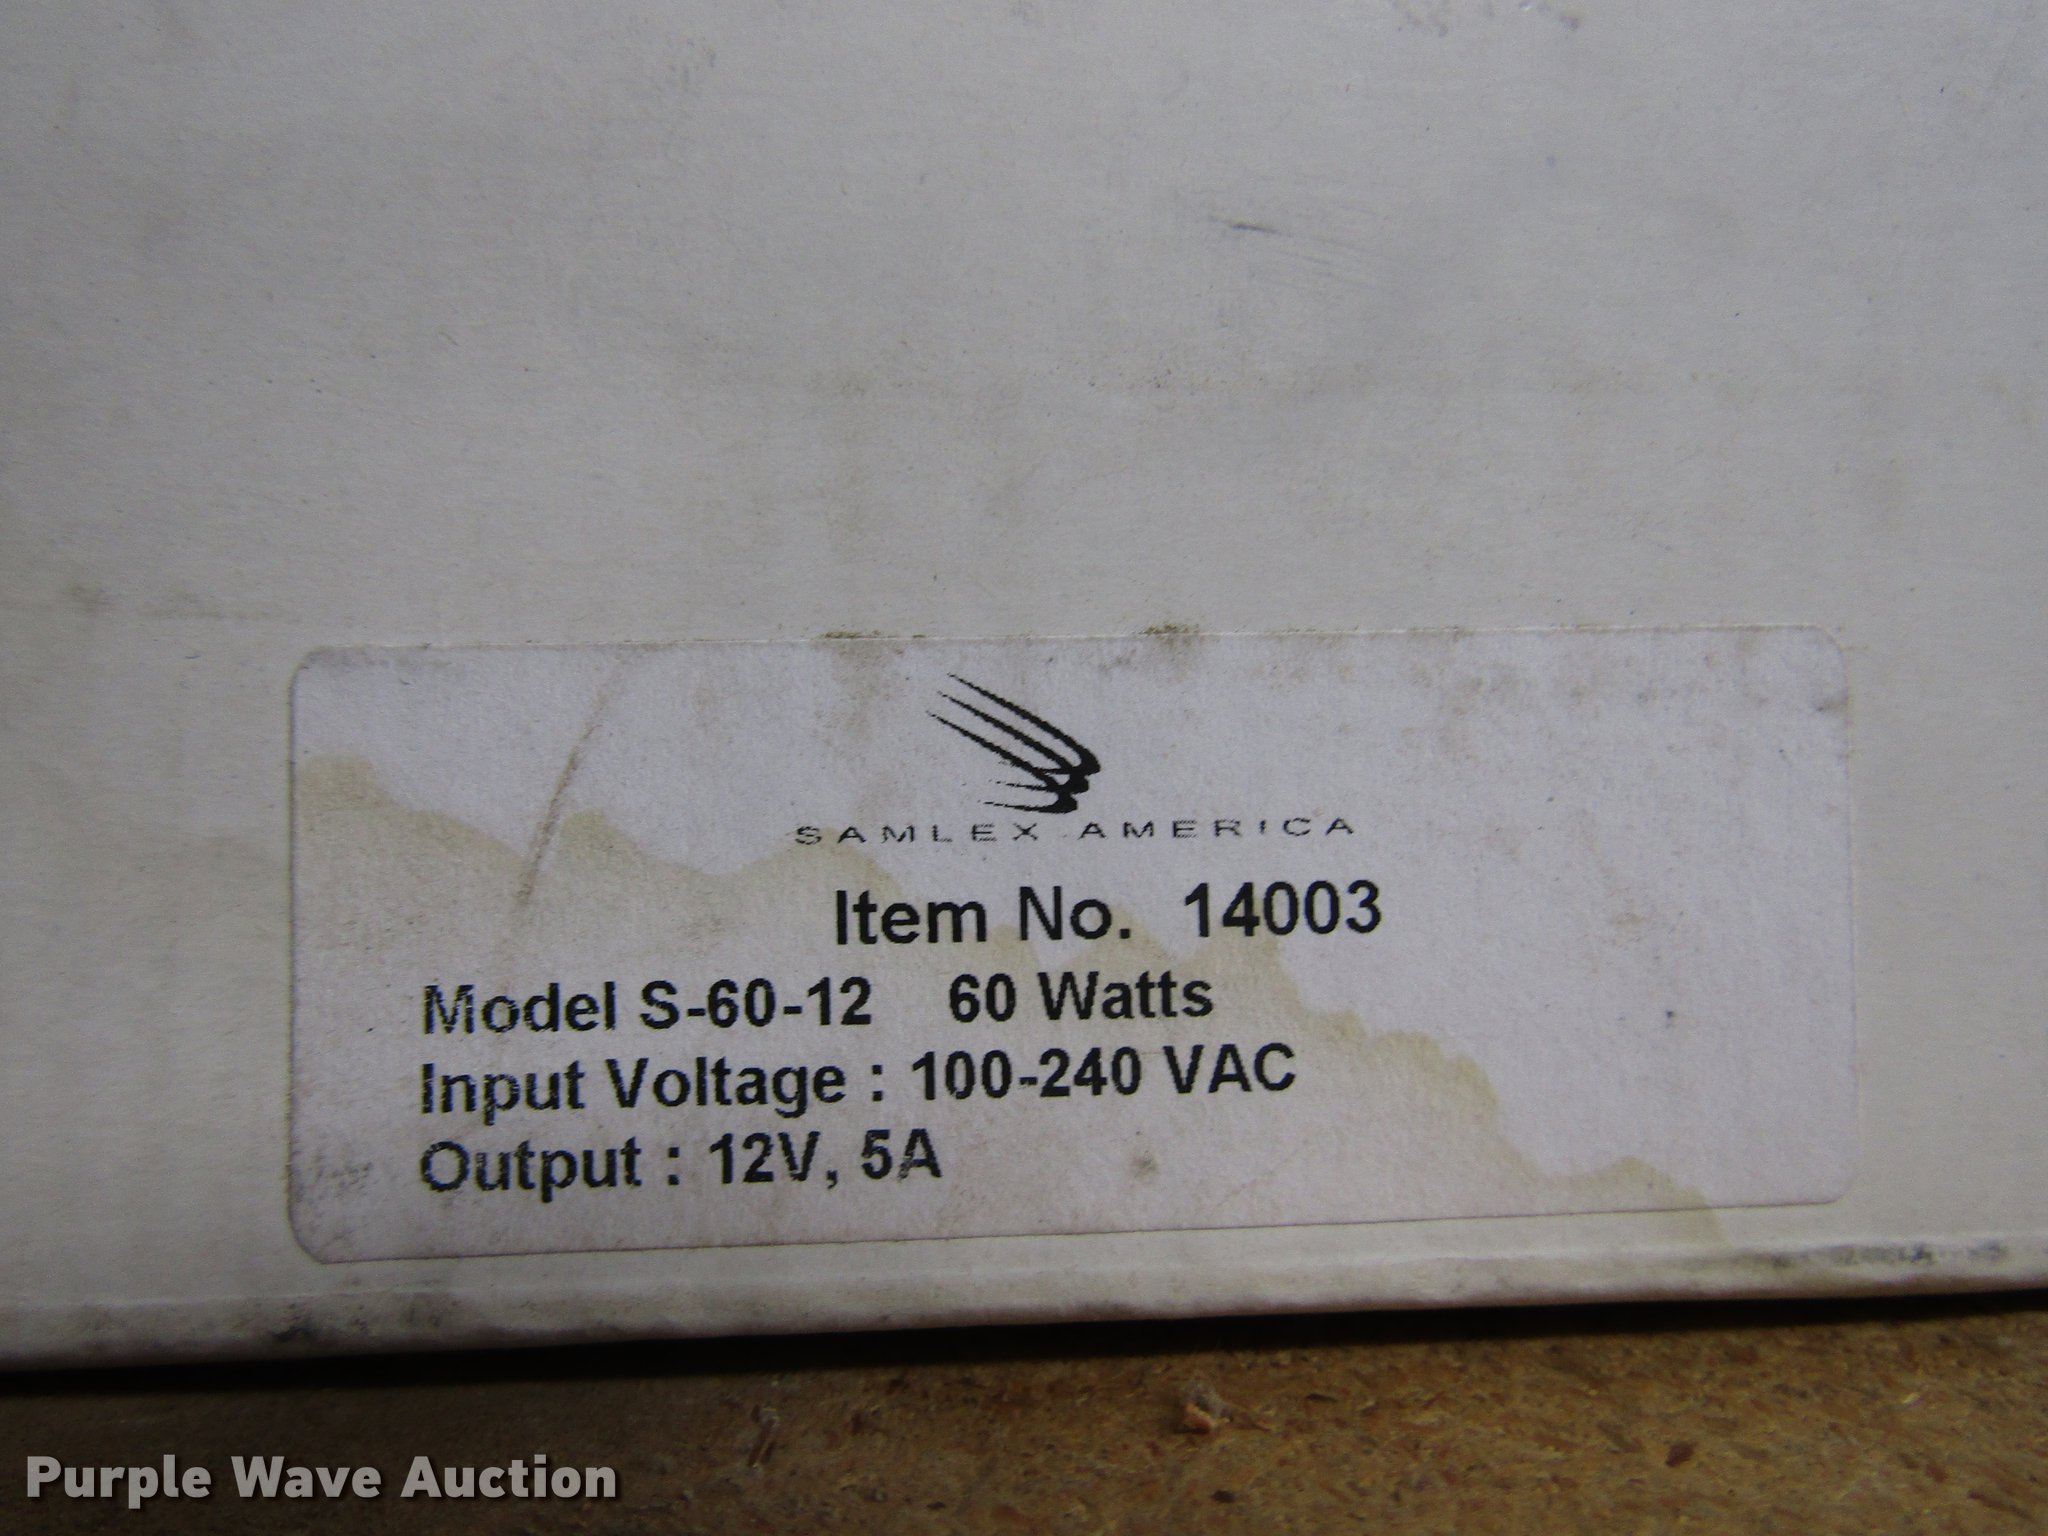 SAMLEX AMERICA
Item No. 14003
Model S-60-12 60 Watts
Input Voltage : 100-240 VAC
Output : 12V, 5A
Purple Wave Auction